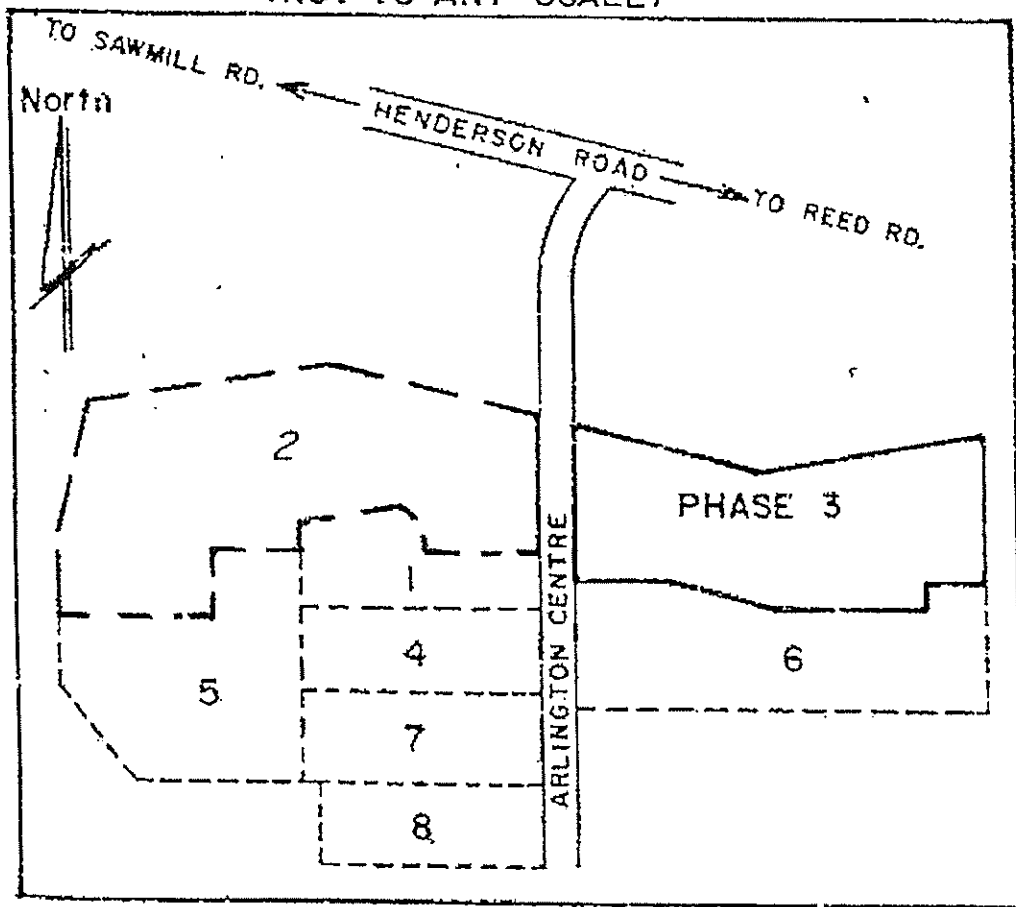 TO SAWMILL RD.
North
HENDERSON ROAD
TO REED RD.
2
PHASE 3
1
4
6
5
7
8
ARLINGTON CENTRE